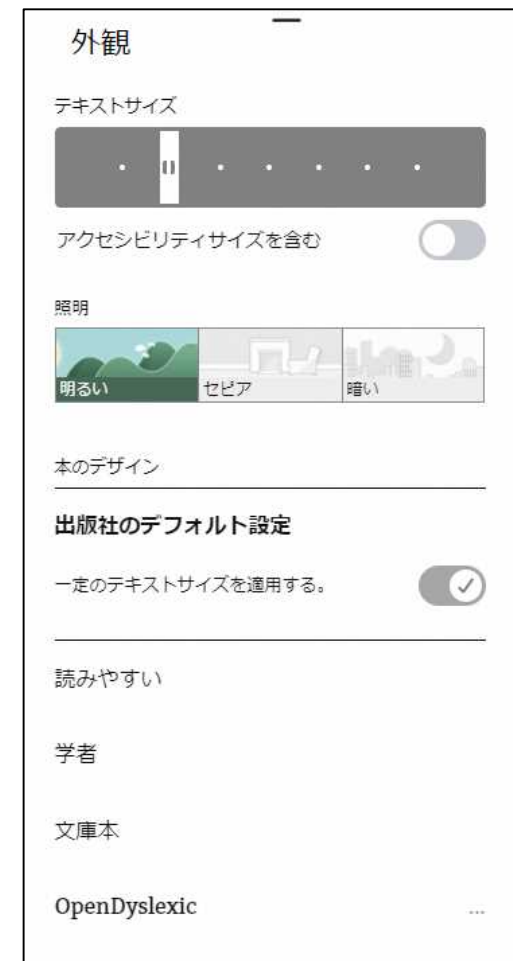 外観
テキストサイズ
アクセシビリティサイズを含む
照明
明るい
セピア
暗い
本のデザイン
出版社のデフォルト設定
一定のテキストサイズを適用する。
読みやすい
学者
文庫本
OpenDyslexic ...